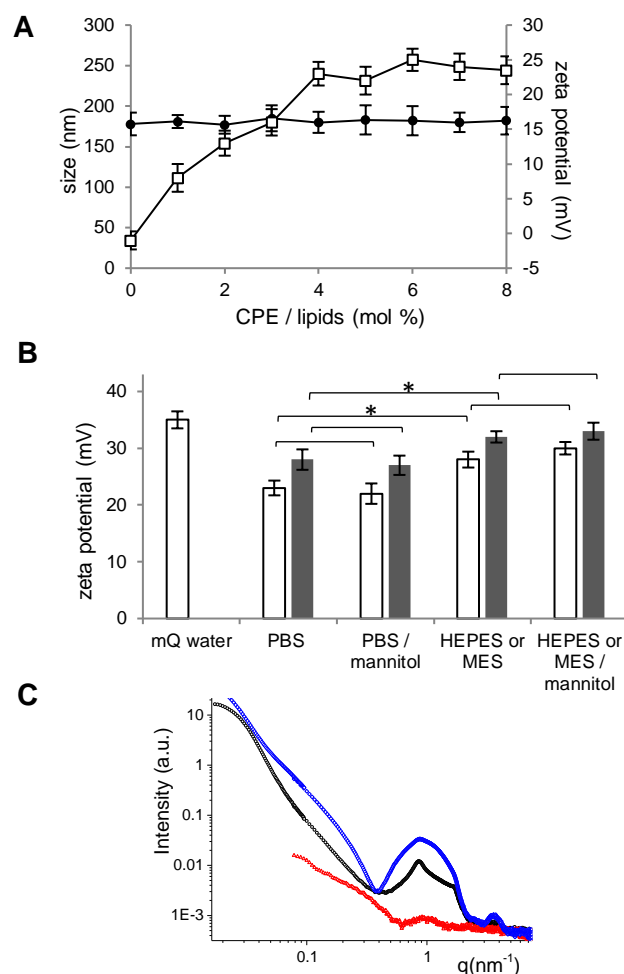 A
300
250
200
150
100
50
0
size
(nm)
30
25
20
15
10
5
0
-5
zeta potential
(mV)
0 2 4 6 8
CPE / lipids (mol %)
B
zeta potential (mV)
40
30
20
10
0
*
*
mQ water
PBS
PBS /
mannitol
HEPES or
MES
HEPES or
MES /
mannitol
C
Intensity (a.u.)
10
1
0.1
0.01
1E-3
0.1 1
q(nm-1)